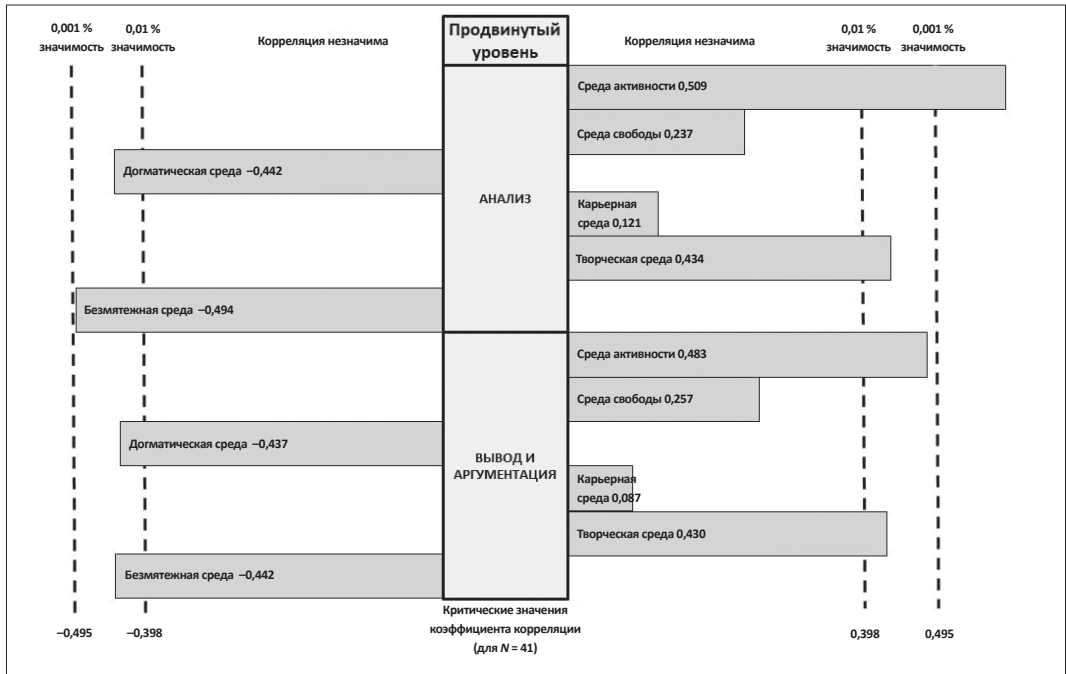 0,001 %
значимость
0,01 %
значимость
Корреляция незначима
Продвинутый
уровень
Корреляция незначима
0,01 %
значимость
0,001 %
значимость
Среда активности 0,509
Среда свободы 0,237
Догматическая среда –0,442
АНАЛИЗ
Карьерная
среда 0,121
Творческая среда 0,434
Безмятежная среда –0,494
Среда активности 0,483
Среда свободы 0,257
Догматическая среда –0,437
ВЫВОД И
АРГУМЕНТАЦИЯ
Карьерная
среда 0,087
Творческая среда 0,430
Безмятежная среда –0,442
–0,495
–0,398
Критические значения
коэффициента корреляции
(для N = 41)
0,398
0,495